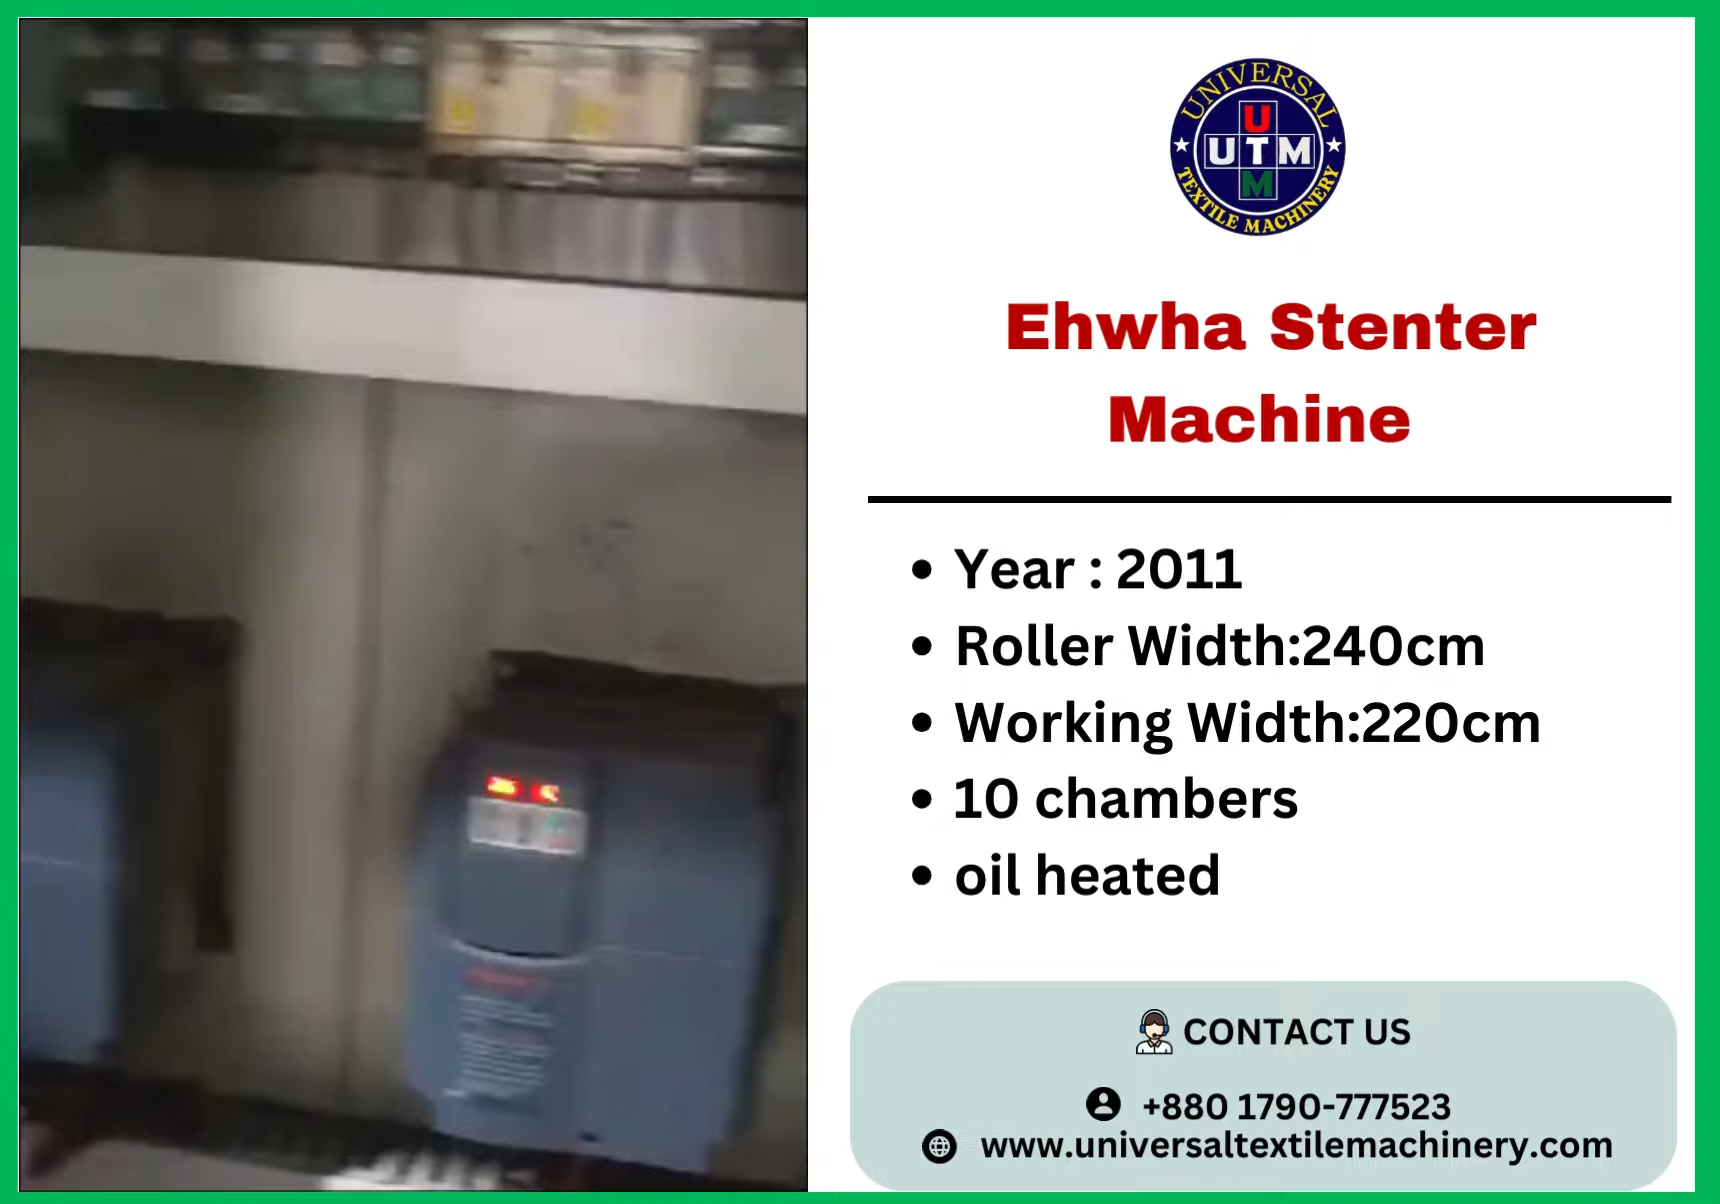 UNIVERSAL
U
UTM
M
TEXTILE MACHINERY
Ehwha Stenter
Machine
• Year : 2011
• Roller Width:240cm
• Working Width:220cm
• 10 chambers
• oil heated
CONTACT US
+880 1790-777523
www.universaltextilemachinery.com